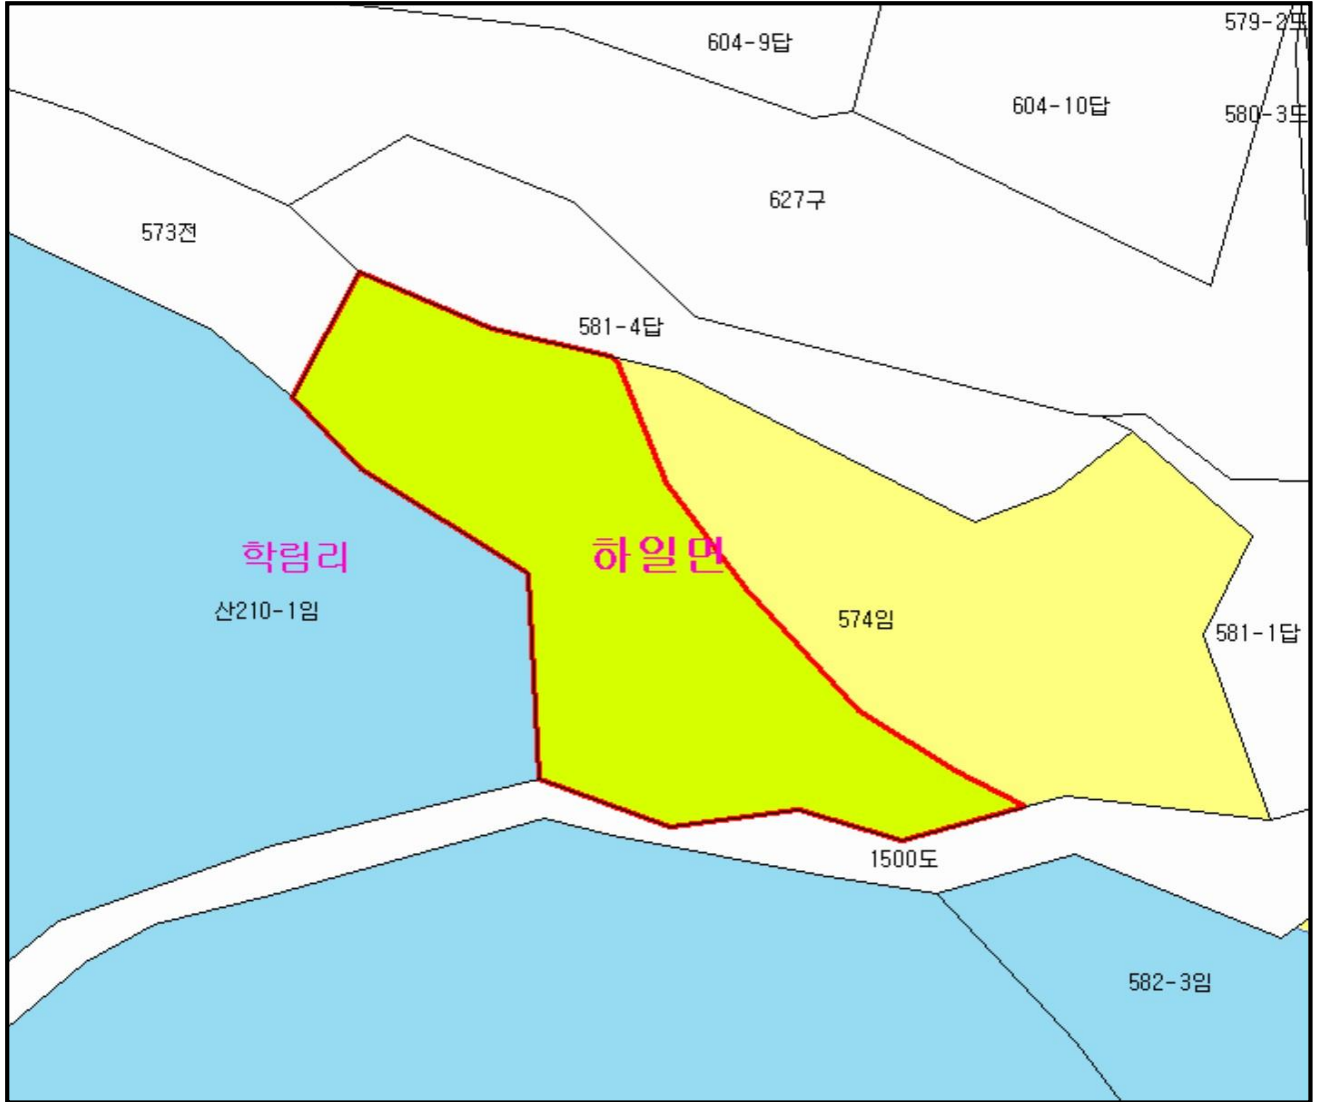 579-2도
604-9답
604-10답
580-3도
627구
573전
581-4답
학림리
하일면
산210-1임
574임
581-1답
1500도
582-3임